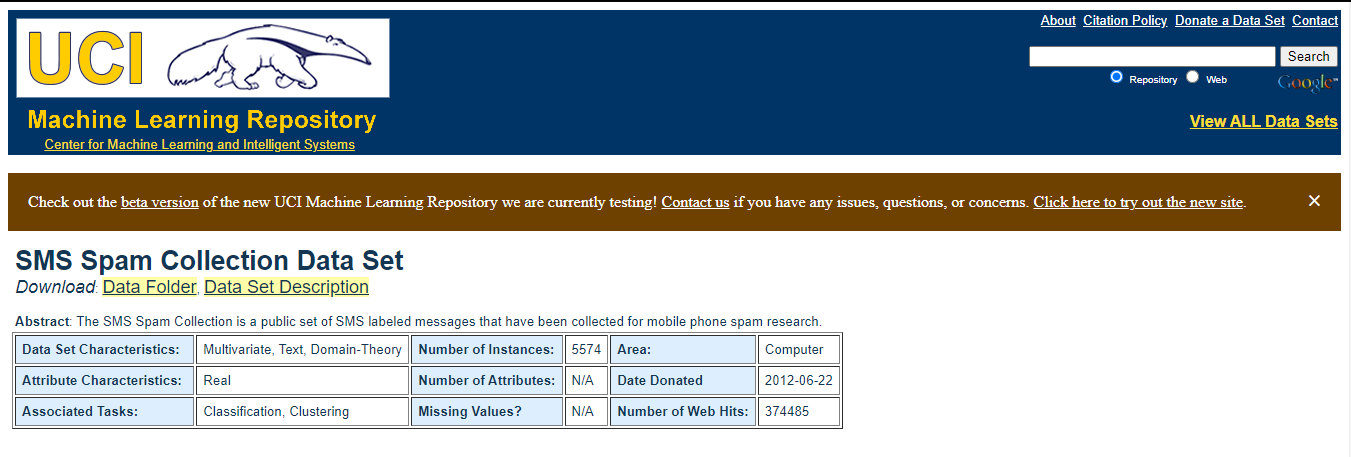 UCI
Machine Learning Repository
Center for Machine Learning and Intelligent Systems
About Citation Policy Donate a Data Set Contact
Search
Repository Web Google™
View ALL Data Sets
Check out the beta version of the new UCI Machine Learning Repository we are currently testing! Contact us if you have any issues, questions, or concerns. Click here to try out the new site. ✕
SMS Spam Collection Data Set
Download: Data Folder, Data Set Description
Abstract: The SMS Spam Collection is a public set of SMS labeled messages that have been collected for mobile phone spam research.
Data Set Characteristics: Multivariate, Text, Domain-Theory Number of Instances: 5574 Area: Computer
Attribute Characteristics: Real Number of Attributes: N/A Date Donated 2012-06-22
Associated Tasks: Classification, Clustering Missing Values? N/A Number of Web Hits: 374485